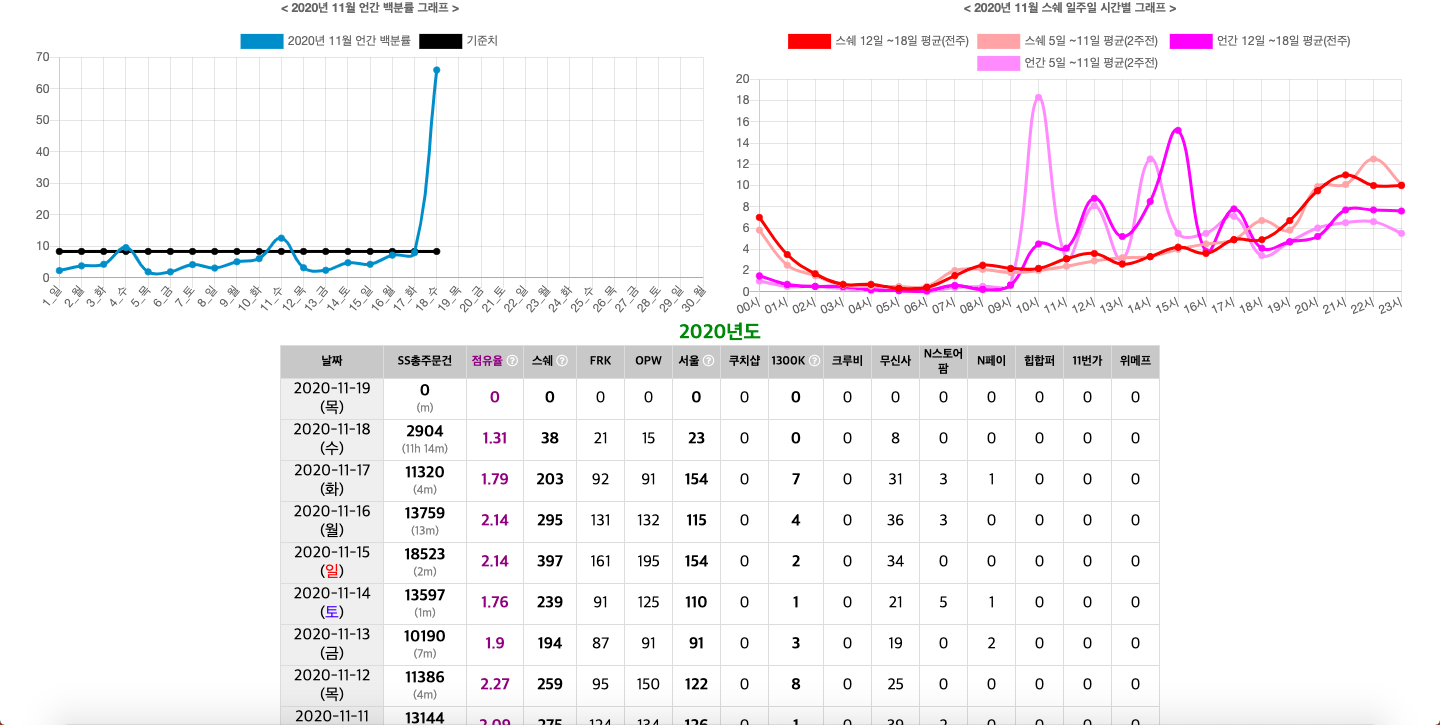 < 2020년 11월 언간 백분률 그래프 >
2020년 11월 언간 백분률 기준치
70
60
50
40
30
20
10
0
1_일 2_월 3_화 4_수 5_목 6_금 7_토 8_일 9_월 10_화 11_수 12_목 13_금 14_토 15_일 16_월 17_화 18_수 19_목 20_금 21_토 22_일 23_월 24_화 25_수 26_목 27_금 28_토 29_일 30_월
< 2020년 11월 스쉐 일주일 시간별 그래프 >
스쉐 12일 ~18일 평균(전주) 스쉐 5일 ~11일 평균(2주전) 언간 12일 ~18일 평균(전주)
언간 5일 ~11일 평균(2주전)
20
18
16
14
12
10
8
6
4
2
0
00시 01시 02시 03시 04시 05시 06시 07시 08시 09시 10시 11시 12시 13시 14시 15시 16시 17시 18시 19시 20시 21시 22시 23시
2020년도
날짜 SS총주문건 점유율 ? 스쉐 ? FRK OPW 서울 ? 쿠치샵 1300K ? 크루비 무신사 N스토어팜 N페이 힙합퍼 11번가 위메프
2020-11-19 (목) 0 (m) 0 0 0 0 0 0 0 0 0 0 0 0 0 0
2020-11-18 (수) 2904 (11h 14m) 1.31 38 21 15 23 0 0 0 8 0 0 0 0 0
2020-11-17 (화) 11320 (4m) 1.79 203 92 91 154 0 7 0 31 3 1 0 0 0
2020-11-16 (월) 13759 (13m) 2.14 295 131 132 115 0 4 0 36 3 0 0 0 0
2020-11-15 (일) 18523 (2m) 2.14 397 161 195 154 0 2 0 34 0 0 0 0 0
2020-11-14 (토) 13597 (1m) 1.76 239 91 125 110 0 1 0 21 5 1 0 0 0
2020-11-13 (금) 10190 (7m) 1.9 194 87 91 91 0 3 0 19 0 2 0 0 0
2020-11-12 (목) 11386 (4m) 2.27 259 95 150 122 0 8 0 25 0 0 0 0 0
2020-11-11 13144 2.09 275 124 134 126 0 1 0 39 2 0 0 0 0